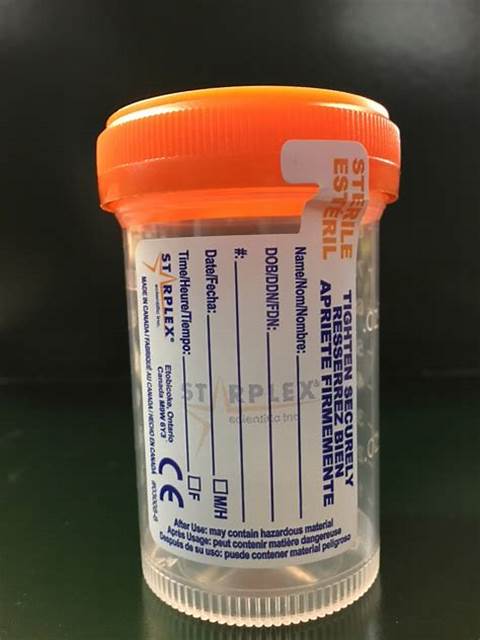 STERILE
ESTÉRIL
TIGHTEN SECURELY
RESSERREZ BIEN
APRIETE FIRMEMENTE
Name/Nom/Nombre:
DOB/DDN/FDN:
#:
Date/Fecha:
M/H
Time/Heure/Tiempo:
F
STARPLEX®
scientific inc.
STARPLEX®
scientific inc.
Etobicoke, Ontario
Canada M9W 6Y3
CE
MADE IN CANADA / FABRIQUÉ AU CANADA / HECHO EN CANADA
After Use: may contain hazardous material
Après Usage: peut contenir matière dangereuse
Después de su uso: puede contener material peligroso